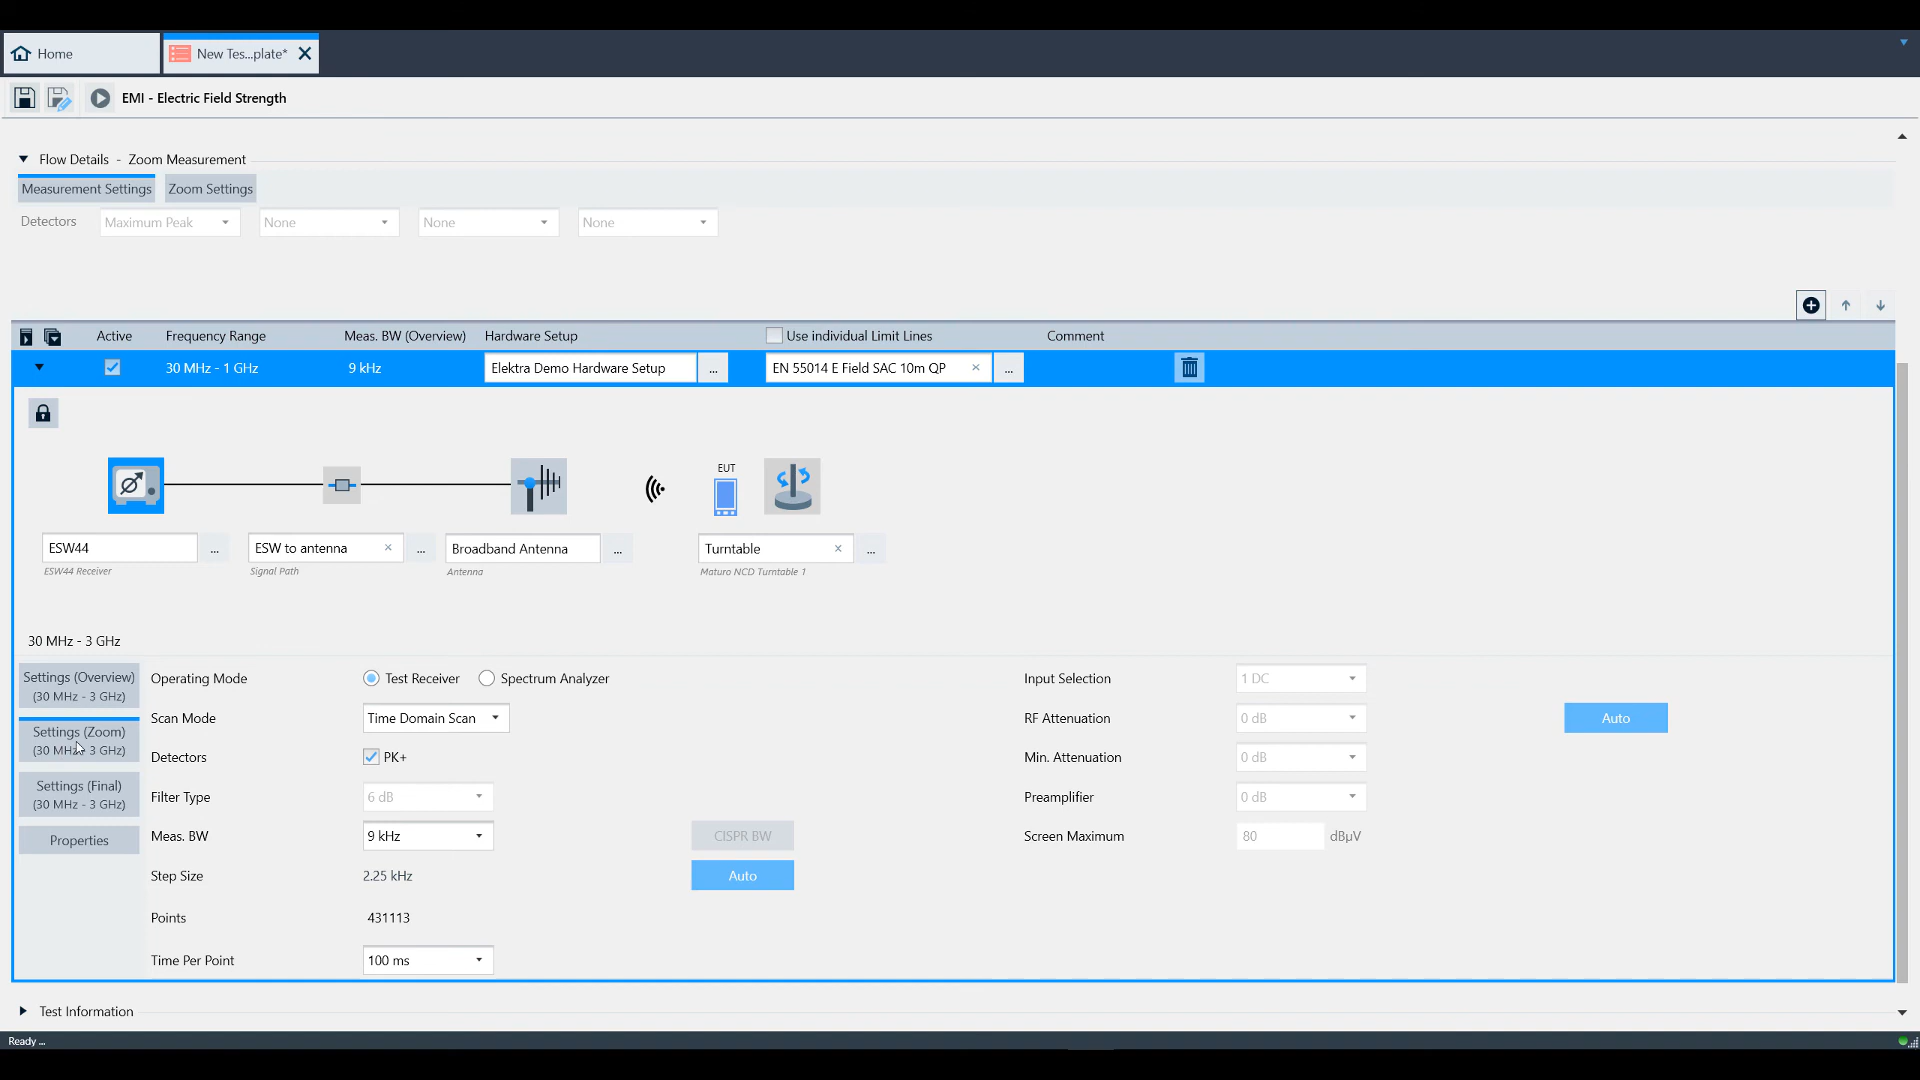 Home
New Tes...plate*
EMI - Electric Field Strength
Flow Details - Zoom Measurement
Measurement Settings
Zoom Settings
Detectors
Maximum Peak
None
None
None
Active
Frequency Range
Meas. BW (Overview)
Hardware Setup
Use individual Limit Lines
Comment
30 MHz - 1 GHz
9 kHz
Elektra Demo Hardware Setup
...
EN 55014 E Field SAC 10m QP
...
EUT
ESW44
...
ESW to antenna
...
Broadband Antenna
...
Turntable
...
ESW44 Receiver
Signal Path
Antenna
Maturo NCD Turntable 1
30 MHz - 3 GHz
Settings (Overview)
(30 MHz - 3 GHz)
Settings (Zoom)
(30 MHz - 3 GHz)
Settings (Final)
(30 MHz - 3 GHz)
Properties
Operating Mode
Test Receiver
Spectrum Analyzer
Scan Mode
Time Domain Scan
Detectors
PK+
Filter Type
6 dB
Meas. BW
9 kHz
CISPR BW
Step Size
2.25 kHz
Auto
Points
431113
Time Per Point
100 ms
Input Selection
1 DC
RF Attenuation
0 dB
Auto
Min. Attenuation
0 dB
Preamplifier
0 dB
Screen Maximum
80
dBµV
Test Information
Ready ...